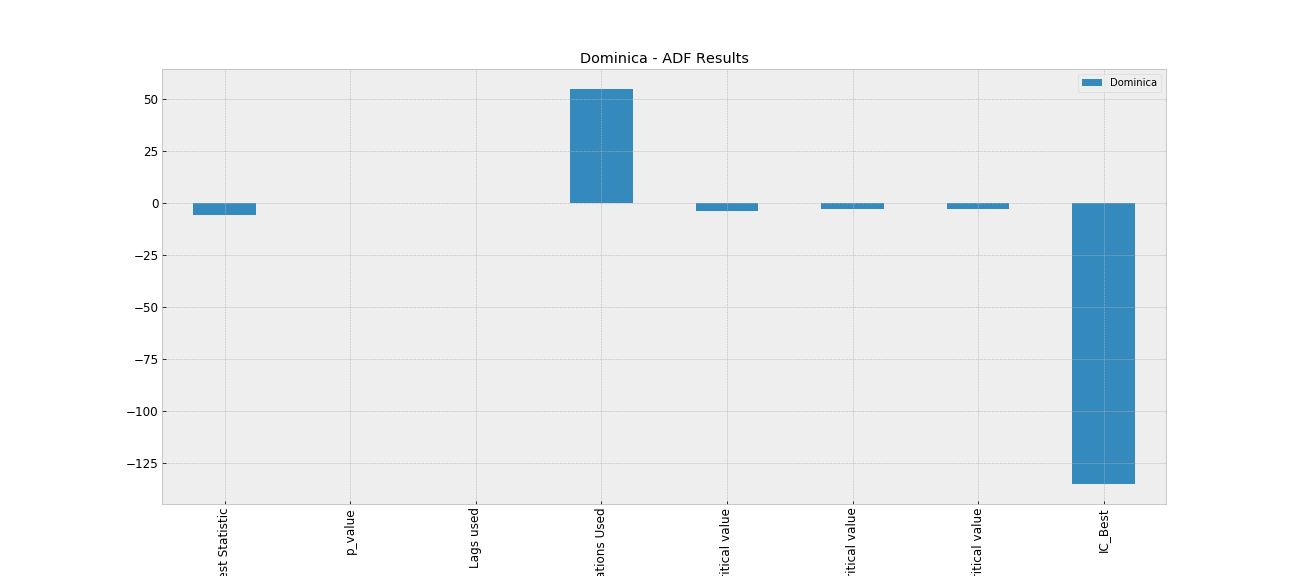 Dominica - ADF Results
Dominica
50
25
0
−25
−50
−75
−100
−125
est Statistic
p_value
Lags used
ations Used
ritical value
ritical value
ritical value
IC_Best